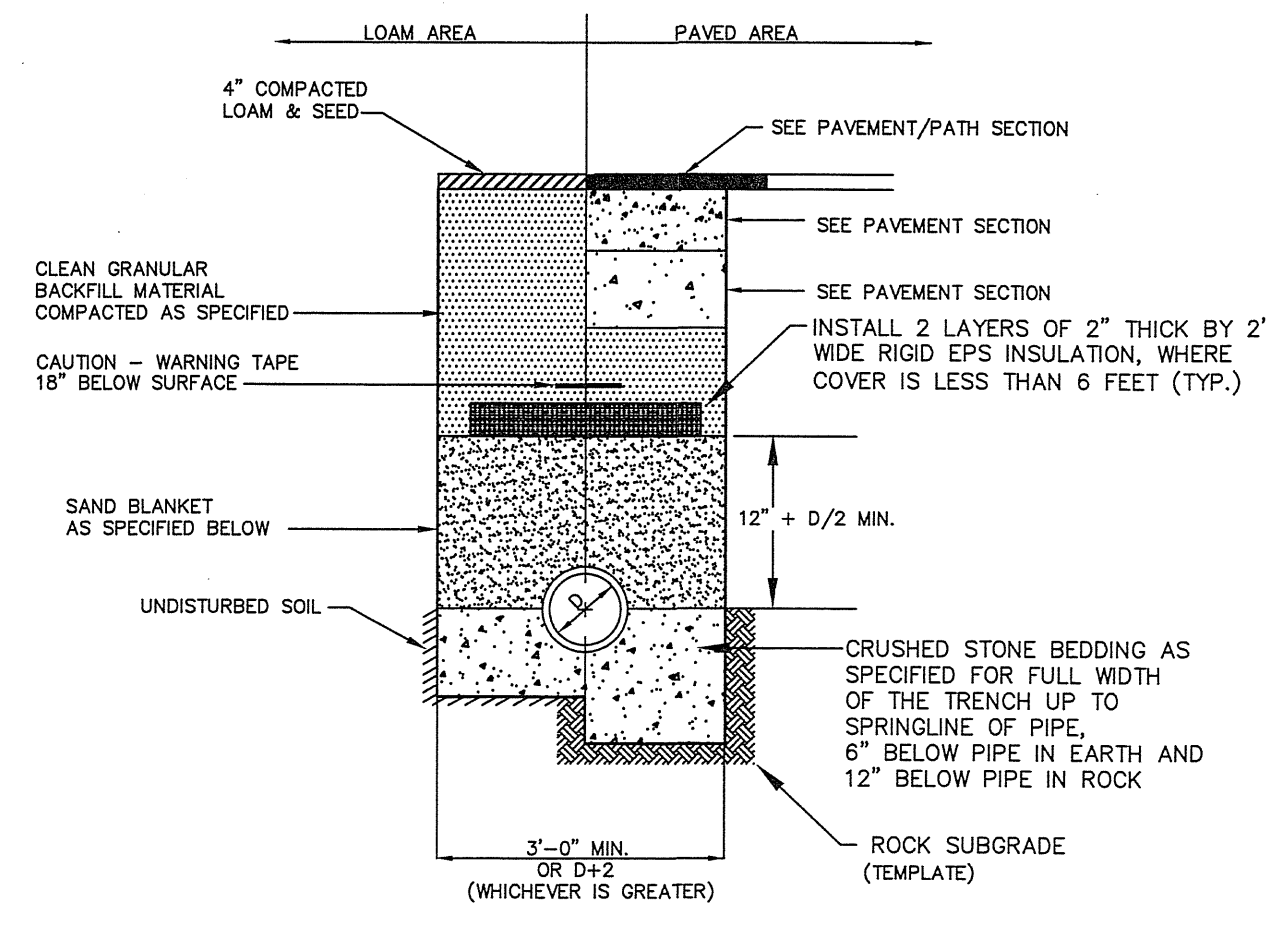 LOAM AREA
PAVED AREA
4" COMPACTED
LOAM & SEED
SEE PAVEMENT/PATH SECTION
SEE PAVEMENT SECTION
CLEAN GRANULAR
BACKFILL MATERIAL
COMPACTED AS SPECIFIED
SEE PAVEMENT SECTION
INSTALL 2 LAYERS OF 2" THICK BY 2'
WIDE RIGID EPS INSULATION, WHERE
COVER IS LESS THAN 6 FEET (TYP.)
CAUTION - WARNING TAPE
18" BELOW SURFACE
SAND BLANKET
AS SPECIFIED BELOW
12" + D/2 MIN.
UNDISTURBED SOIL
D
CRUSHED STONE BEDDING AS
SPECIFIED FOR FULL WIDTH
OF THE TRENCH UP TO
SPRINGLINE OF PIPE,
6" BELOW PIPE IN EARTH AND
12" BELOW PIPE IN ROCK
ROCK SUBGRADE
(TEMPLATE)
3'-0" MIN.
OR D+2
(WHICHEVER IS GREATER)